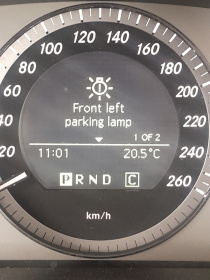 80 100 120 140 160
60 180
40 200
20 220
240
260
Front left
parking lamp
1 OF 2
11:01 20.5°C
P R N D C
km/h